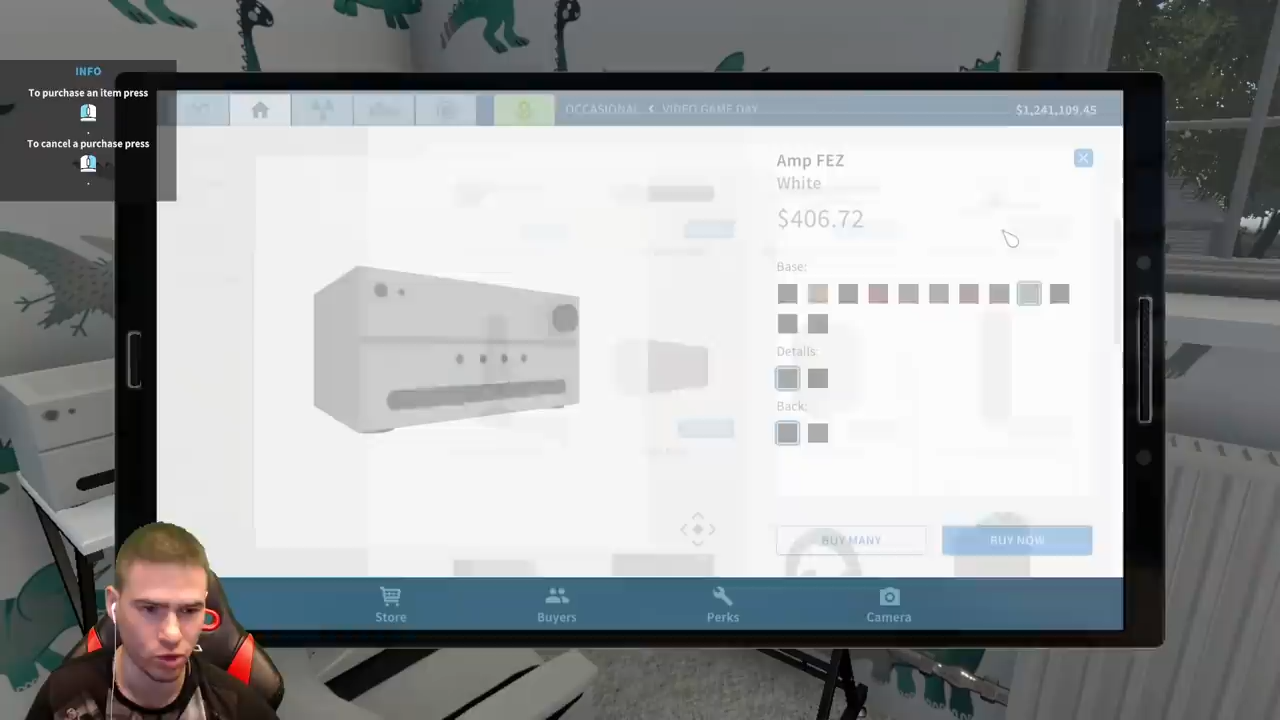 INFO
To purchase an item press
To cancel a purchase press
OCCASIONAL < VIDEO GAME DAY
$1,241,109.45
Amp FEZ
White
$406.72
Base:
Details:
Back:
BUY MANY
BUY NOW
Store
Buyers
Perks
Camera